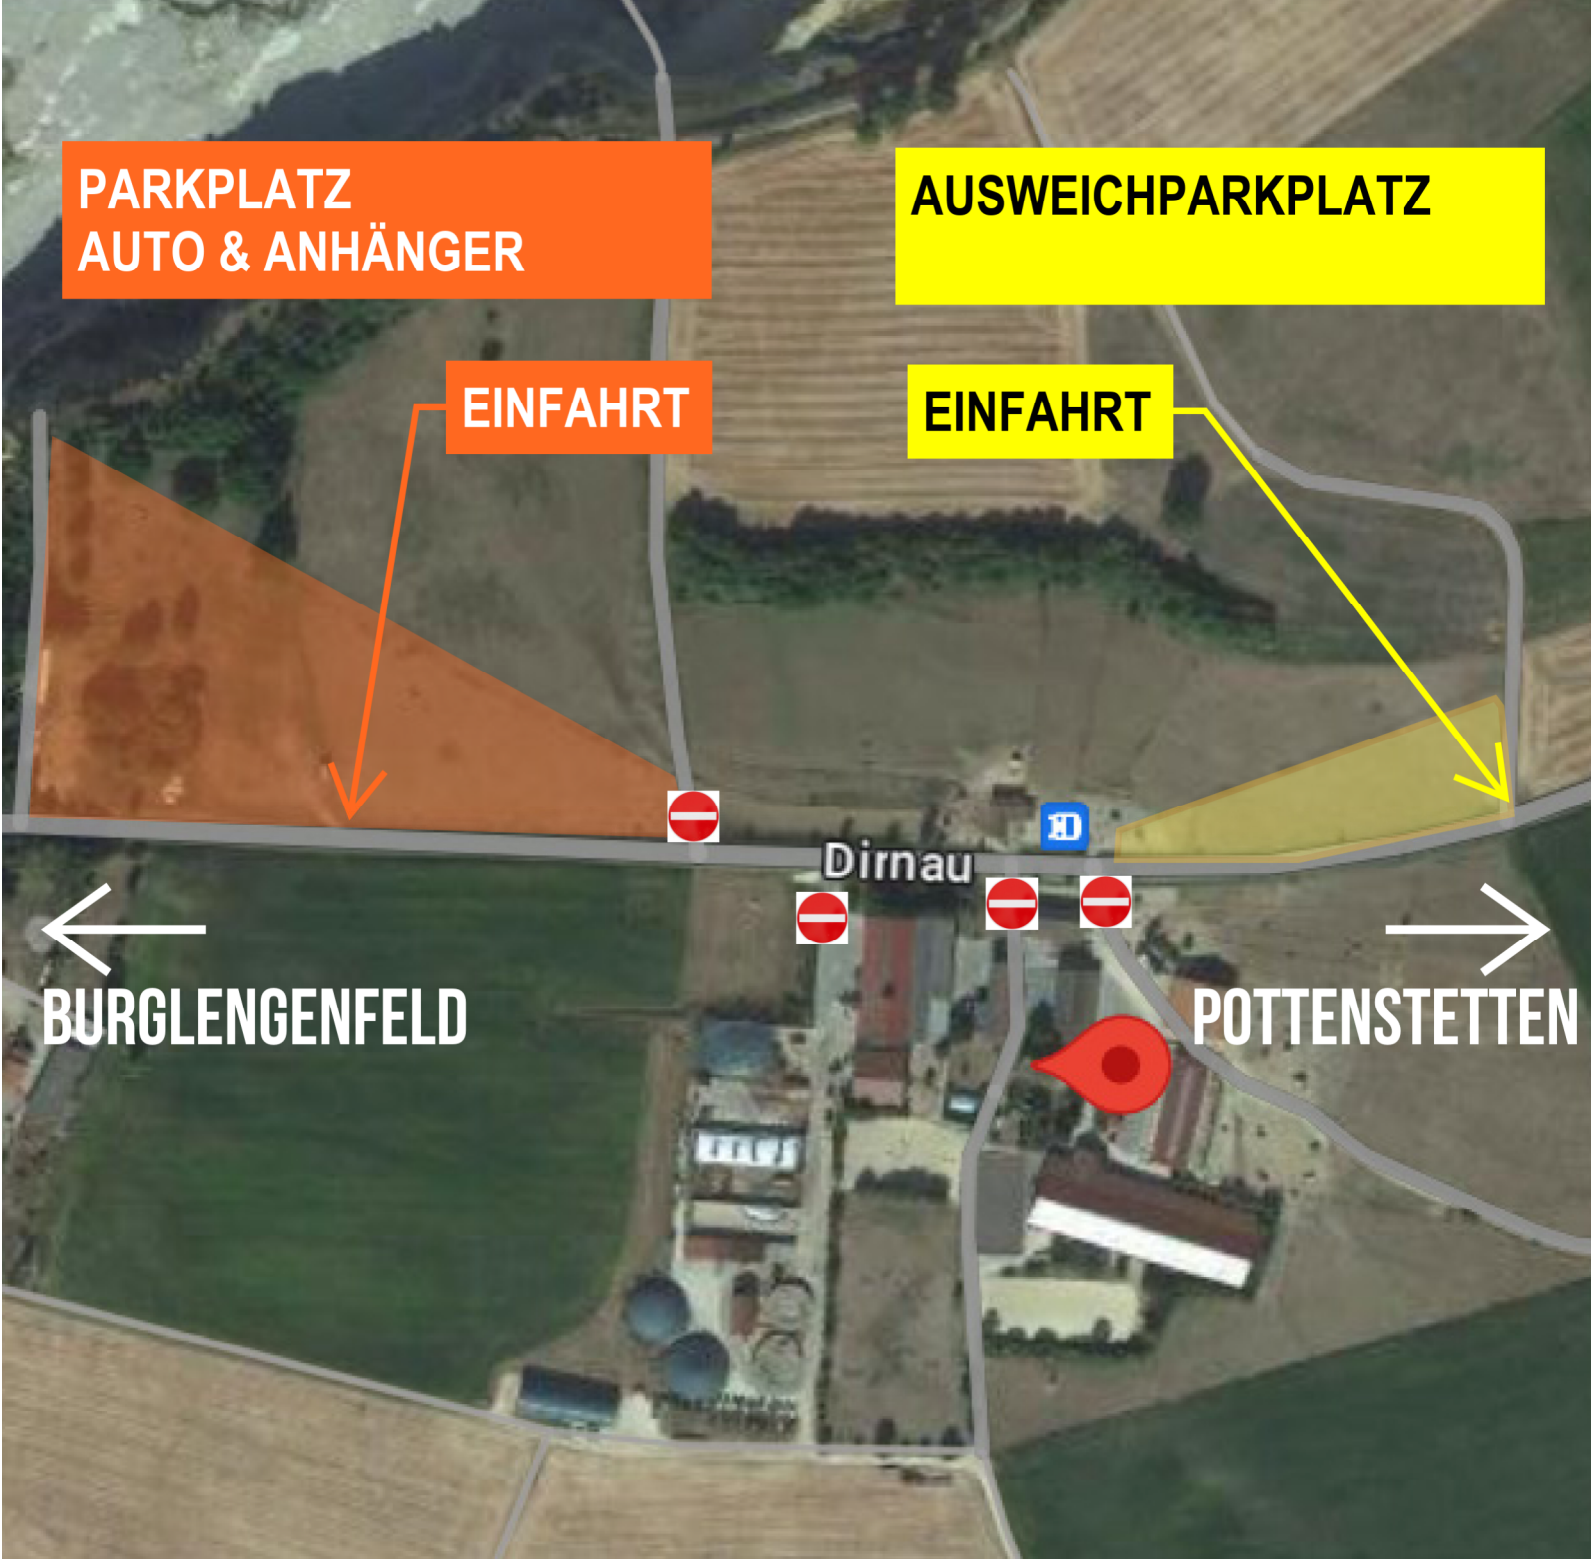 PARKPLATZ
AUTO & ANHÄNGER
AUSWEICHPARKPLATZ
EINFAHRT
EINFAHRT
Dirnau
BURGLENGENFELD
POTTENSTETTEN